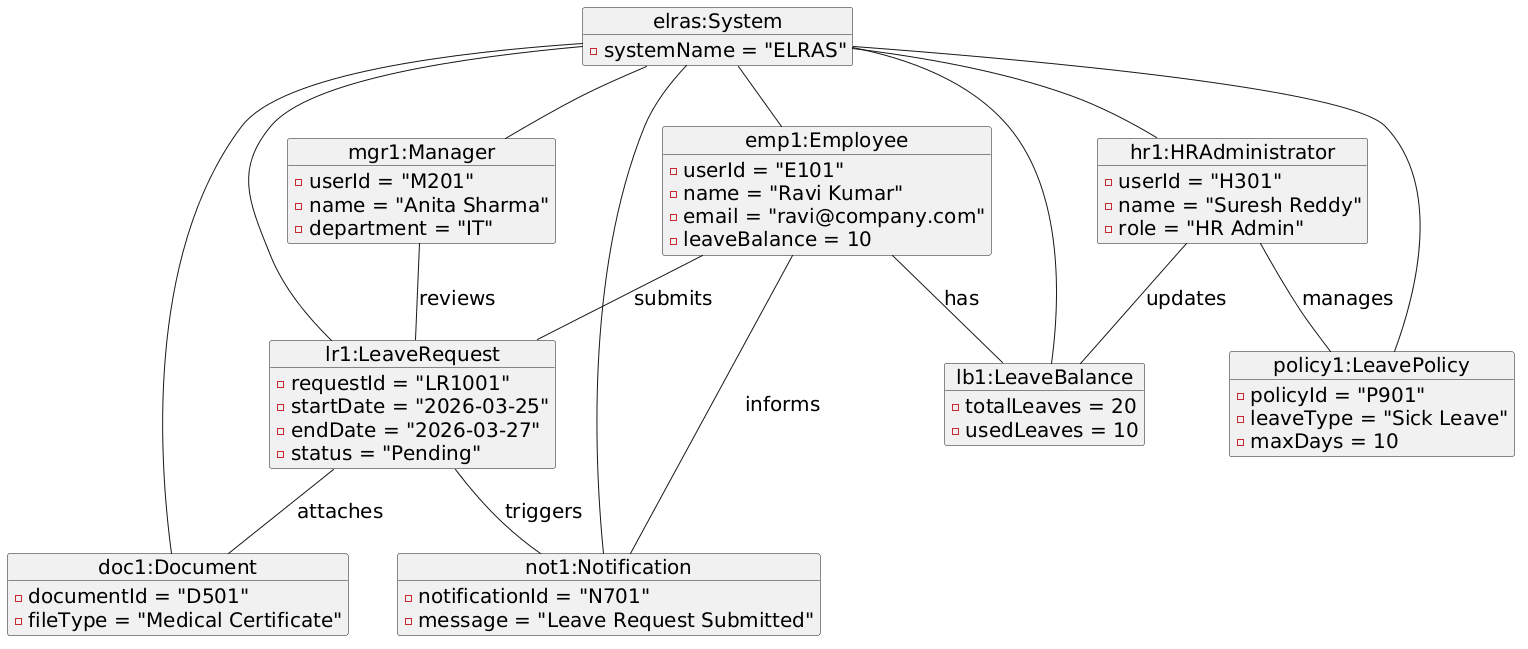 elras:System
systemName = "ELRAS"
mgr1:Manager
userId = "M201"
name = "Anita Sharma"
department = "IT"
emp1:Employee
userId = "E101"
name = "Ravi Kumar"
email = "ravi@company.com"
leaveBalance = 10
hr1:HRAdministrator
userId = "H301"
name = "Suresh Reddy"
role = "HR Admin"
reviews
submits
has
updates
manages
lr1:LeaveRequest
requestId = "LR1001"
startDate = "2026-03-25"
endDate = "2026-03-27"
status = "Pending"
informs
lb1:LeaveBalance
totalLeaves = 20
usedLeaves = 10
policy1:LeavePolicy
policyId = "P901"
leaveType = "Sick Leave"
maxDays = 10
attaches
triggers
doc1:Document
documentId = "D501"
fileType = "Medical Certificate"
not1:Notification
notificationId = "N701"
message = "Leave Request Submitted"